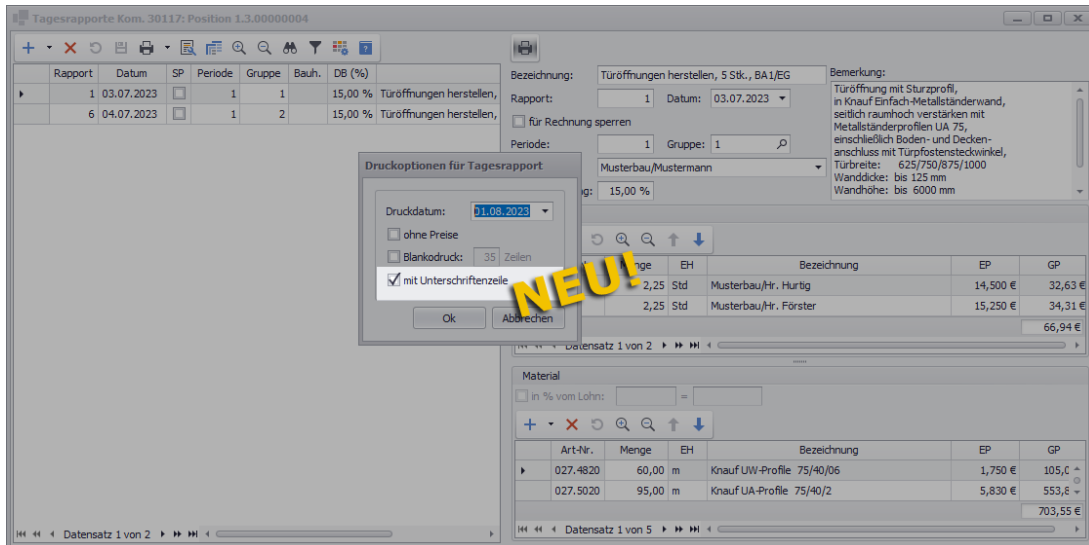 Tagesrapporte Kom. 30117: Position 1.3.00000004
Rapport Datum SP Periode Gruppe Bauh. DB (%)
1 03.07.2023 1 1 15,00 % Türöffnungen herstellen,
6 04.07.2023 1 2 15,00 % Türöffnungen herstellen,
Datensatz 1 von 2
Bezeichnung: Türöffnungen herstellen, 5 Stk., BA1/EG
Rapport: 1 Datum: 03.07.2023
für Rechnung sperren
Periode: 1 Gruppe: 1
Musterbau/Mustermann
15,00 %
Bemerkung:
Türöffnung mit Sturzprofil,
in Knauf Einfach-Metallständerwand,
seitlich raumhoch verstärken mit
Metallständerprofilen UA 75,
einschließlich Boden- und Decken-
anschluss mit Türpfostensteckwinkel,
Türbreite: 625/750/875/1000
Wanddicke: bis 125 mm
Wandhöhe: bis 6000 mm
Druckoptionen für Tagesrapport
Druckdatum: 01.08.2023
ohne Preise
Blankodruck: 35 Zeilen
mit Unterschriftenzeile
NEU!
Ok Abbrechen
Menge EH Bezeichnung EP GP
2,25 Std Musterbau/Hr. Hurtig 14,500 € 32,63 €
2,25 Std Musterbau/Hr. Förster 15,250 € 34,31 €
66,94 €
Datensatz 1 von 2
Material
in % vom Lohn: =
Art-Nr. Menge EH Bezeichnung EP GP
027.4820 60,00 m Knauf UW-Profile 75/40/06 1,750 € 105,0
027.5020 95,00 m Knauf UA-Profile 75/40/2 5,830 € 553,8
703,55 €
Datensatz 1 von 5